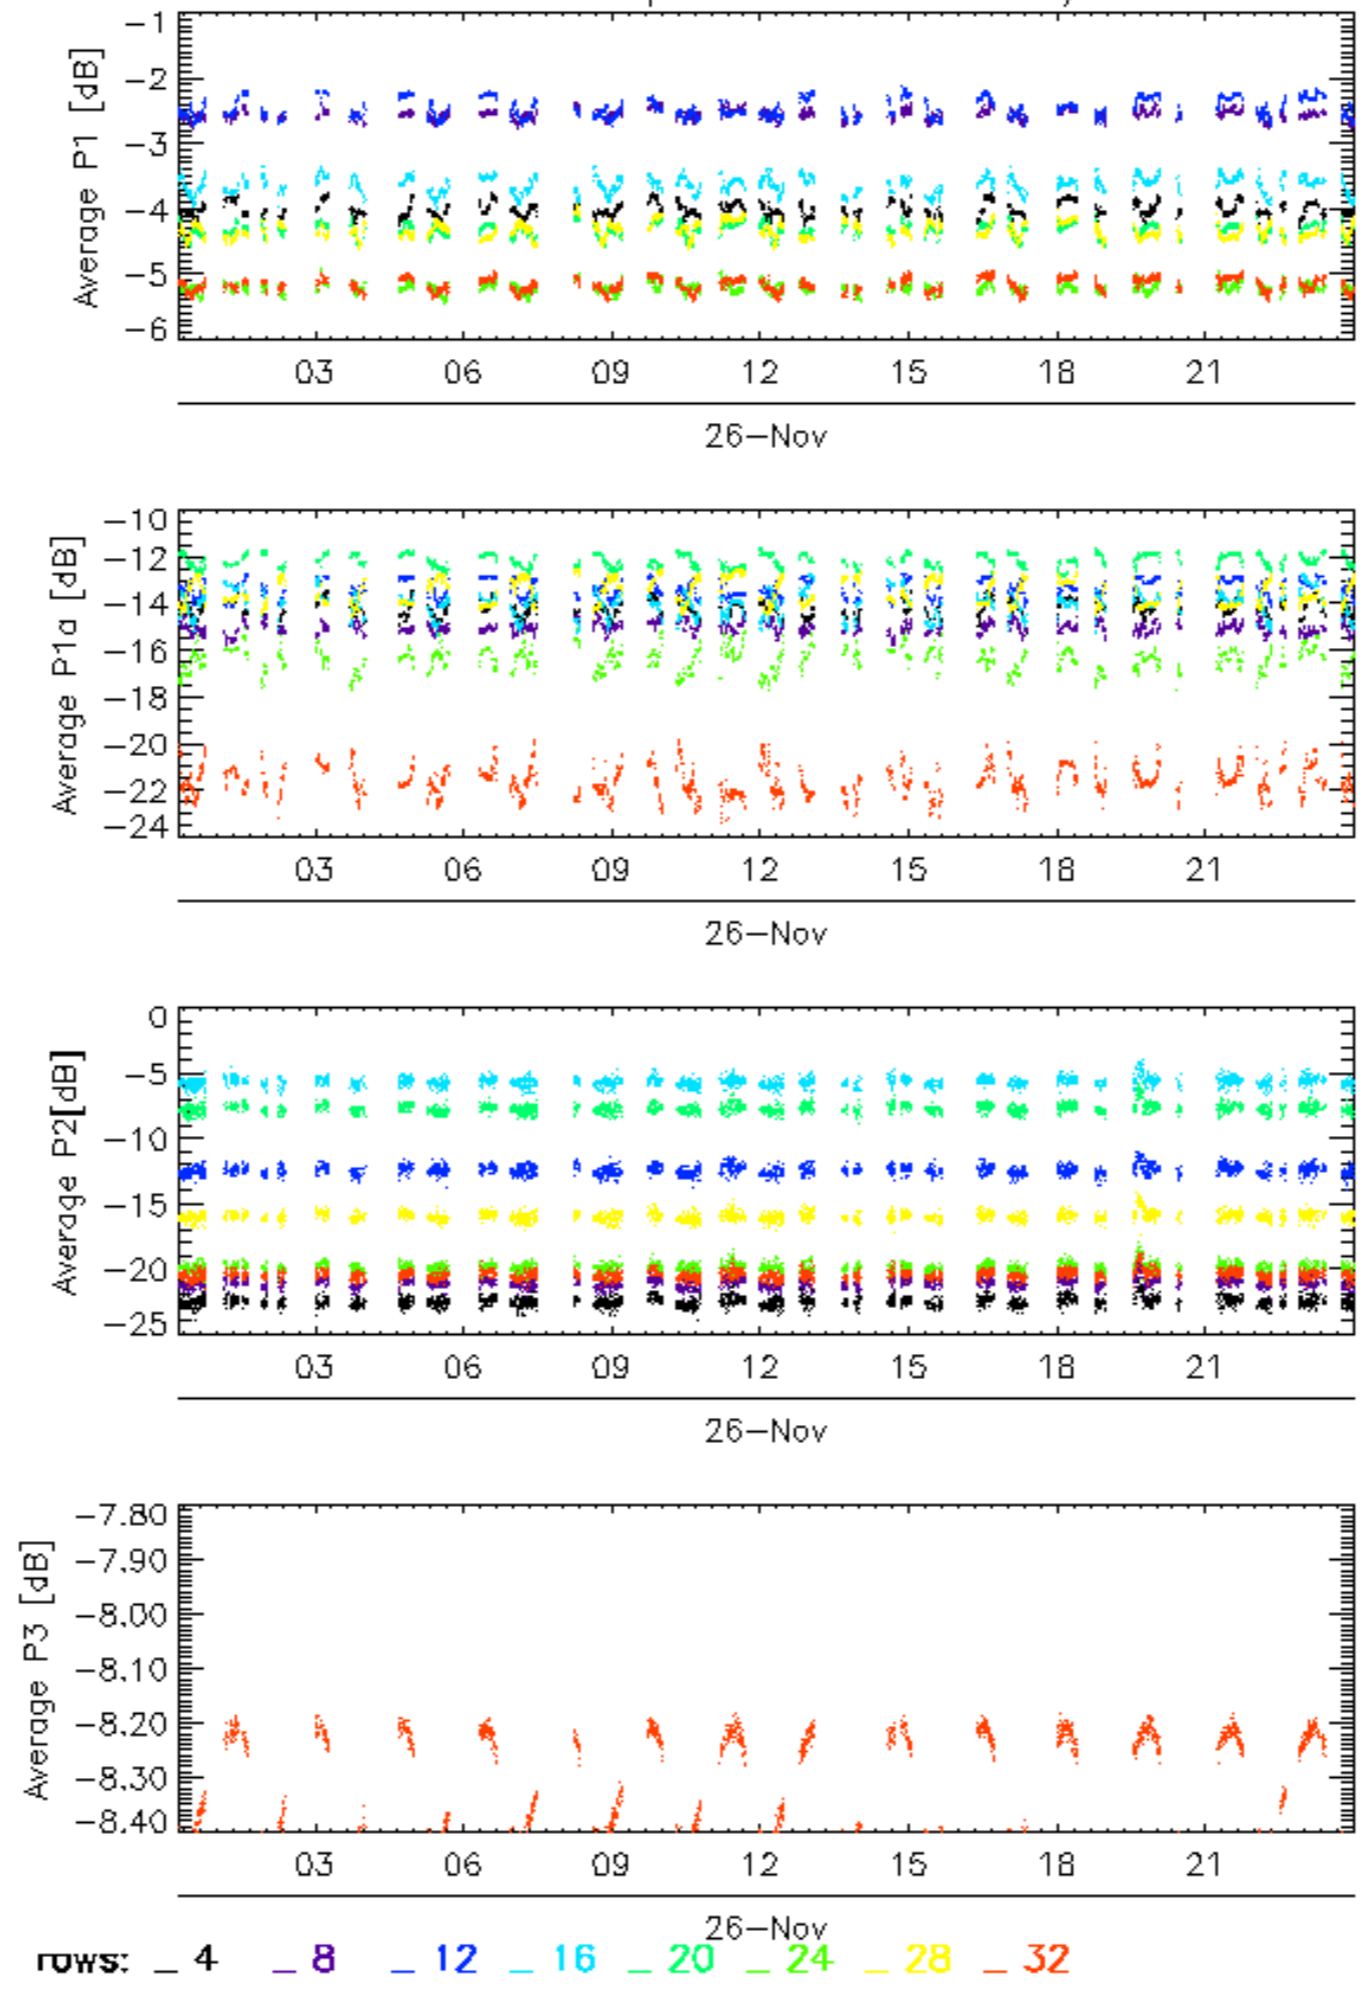 Average P1 [dB]
-1
-2
-3
-4
-5
-6
03 06 09 12 15 18 21
26-Nov
Average P1a [dB]
-10
-12
-14
-16
-18
-20
-22
-24
03 06 09 12 15 18 21
26-Nov
Average P2[dB]
0
-5
-10
-15
-20
-25
03 06 09 12 15 18 21
26-Nov
Average P3 [dB]
-7.80
-7.90
-8.00
-8.10
-8.20
-8.30
-8.40
03 06 09 12 15 18 21
26-Nov
rows: _ 4 _ 8 _ 12 _ 16 _ 20 _ 24 _ 28 _ 32